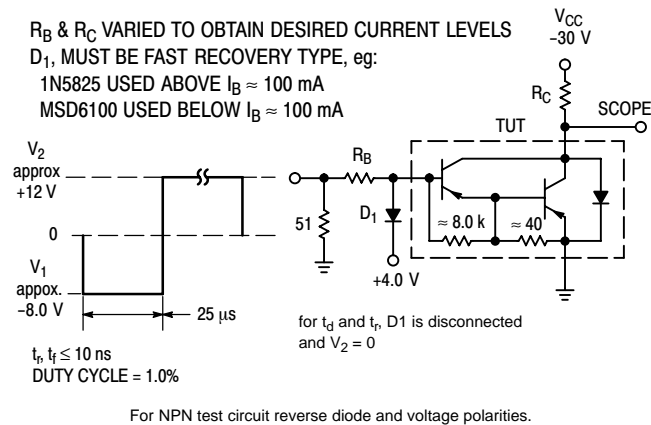 R_B & R_C VARIED TO OBTAIN DESIRED CURRENT LEVELS
D_1, MUST BE FAST RECOVERY TYPE, eg:
1N5825 USED ABOVE I_B ≈ 100 mA
MSD6100 USED BELOW I_B ≈ 100 mA
V_CC
–30 V
R_C
SCOPE
TUT
V_2
approx
+12 V
R_B
0
51
D_1
≈ 8.0 k
≈ 40
V_1
appox.
–8.0 V
+4.0 V
25 μs
for t_d and t_r, D1 is disconnected
and V_2 = 0
t_r, t_f ≤ 10 ns
DUTY CYCLE = 1.0%
For NPN test circuit reverse diode and voltage polarities.